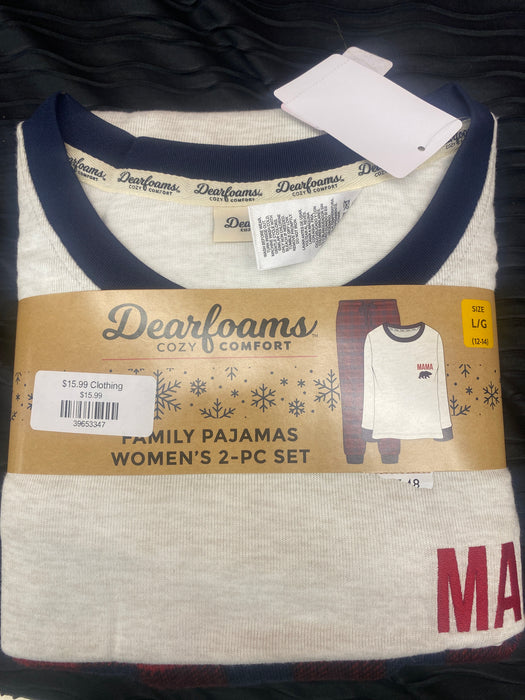 Dearfoams
COZY COMFORT
Dearfoams
COZY COMFORT
Dearfoams
COZY COMFORT
Dearfoams
COZY COMFORT
Dearfoams™
COZY COMFORT
SIZE
L/G
(12-14)
MAMA
$15.99 Clothing
$15.99
39653347
FAMILY PAJAMAS
WOMEN'S 2-PC SET
MA